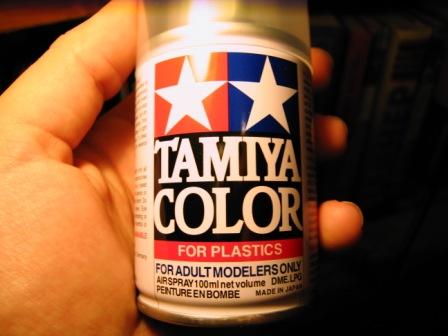 TAMIYA
COLOR
FOR PLASTICS
FOR ADULT MODELERS ONLY
AIRSPRAY 100ml net volume DME.LPG
PEINTURE EN BOMBE MADE IN JAPAN